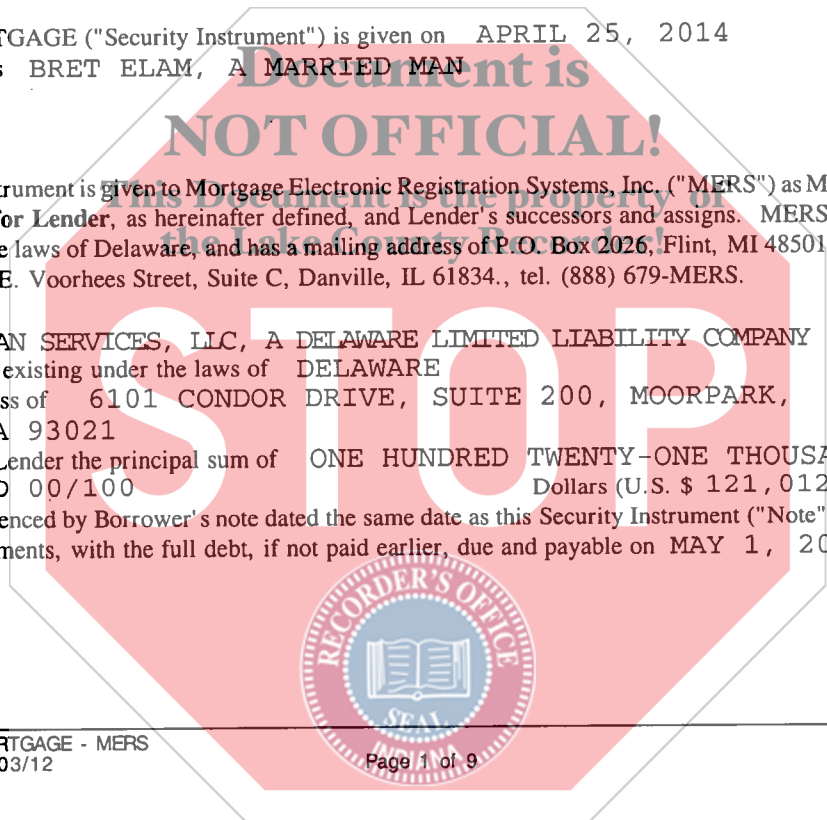 TGAGE ("Security Instrument") is given on APRIL 25, 2014
s BRET ELAM, A MARRIED MAN
Document is
NOT OFFICIAL!
trument is given to Mortgage Electronic Registration Systems, Inc. ("MERS") as M
This Document is the property of
for Lender, as hereinafter defined, and Lender's successors and assigns. MERS
the Lake County Recorder!
e laws of Delaware, and has a mailing address of P.O. Box 2026, Flint, MI 48501
E. Voorhees Street, Suite C, Danville, IL 61834., tel. (888) 679-MERS.
STOP
AN SERVICES, LLC, A DELAWARE LIMITED LIABILITY COMPANY
existing under the laws of DELAWARE
ss of 6101 CONDOR DRIVE, SUITE 200, MOORPARK,
A 93021
Lender the principal sum of ONE HUNDRED TWENTY-ONE THOUSA
D 00/100 Dollars (U.S. $ 121,012
enced by Borrower's note dated the same date as this Security Instrument ("Note"
ments, with the full debt, if not paid earlier, due and payable on MAY 1, 20
RECORDER'S OFFICE
SEAL
INDIANA
RTGAGE - MERS
03/12 Page 1 of 9